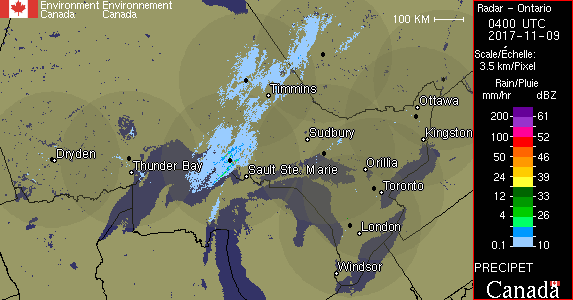 Environment Environnement
Canada Canada
100 KM
Timmins
Ottawa
Sudbury
Kingston
Dryden
Thunder Bay
Sault Ste. Marie
Orillia
Toronto
London
Windsor
Radar - Ontario
0400 UTC
2017-11-09
Scale/Échelle:
3.5 km/Pixel
Rain/Pluie
mm/hr dBZ
200 61
100 52
50 46
24 39
12 33
4 26
0.1 10
PRECIPET
Canada